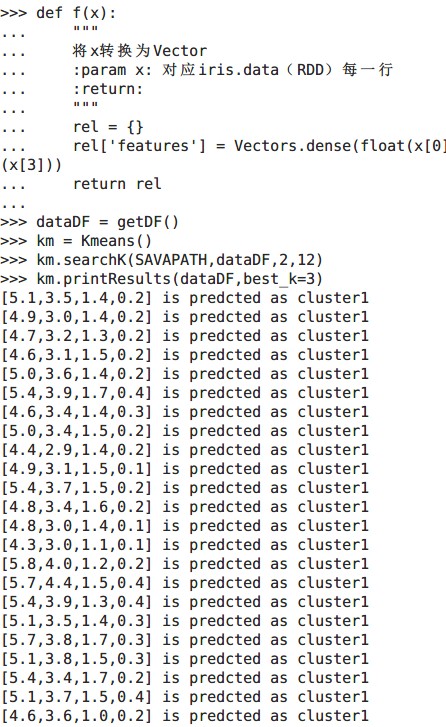 >>> def f(x):
...     """
...     将x转换为Vector
...     :param x: 对应iris.data（RDD）每一行
...     :return:
...     """
...     rel = {}
...     rel['features'] = Vectors.dense(float(x[0]
(x[3]))
...     return rel
...
>>> dataDF = getDF()
>>> km = Kmeans()
>>> km.searchK(SAVAPATH,dataDF,2,12)
>>> km.printResults(dataDF,best_k=3)
[5.1,3.5,1.4,0.2] is predcted as cluster1
[4.9,3.0,1.4,0.2] is predcted as cluster1
[4.7,3.2,1.3,0.2] is predcted as cluster1
[4.6,3.1,1.5,0.2] is predcted as cluster1
[5.0,3.6,1.4,0.2] is predcted as cluster1
[5.4,3.9,1.7,0.4] is predcted as cluster1
[4.6,3.4,1.4,0.3] is predcted as cluster1
[5.0,3.4,1.5,0.2] is predcted as cluster1
[4.4,2.9,1.4,0.2] is predcted as cluster1
[4.9,3.1,1.5,0.1] is predcted as cluster1
[5.4,3.7,1.5,0.2] is predcted as cluster1
[4.8,3.4,1.6,0.2] is predcted as cluster1
[4.8,3.0,1.4,0.1] is predcted as cluster1
[4.3,3.0,1.1,0.1] is predcted as cluster1
[5.8,4.0,1.2,0.2] is predcted as cluster1
[5.7,4.4,1.5,0.4] is predcted as cluster1
[5.4,3.9,1.3,0.4] is predcted as cluster1
[5.1,3.5,1.4,0.3] is predcted as cluster1
[5.7,3.8,1.7,0.3] is predcted as cluster1
[5.1,3.8,1.5,0.3] is predcted as cluster1
[5.4,3.4,1.7,0.2] is predcted as cluster1
[5.1,3.7,1.5,0.4] is predcted as cluster1
[4.6,3.6,1.0,0.2] is predcted as cluster1